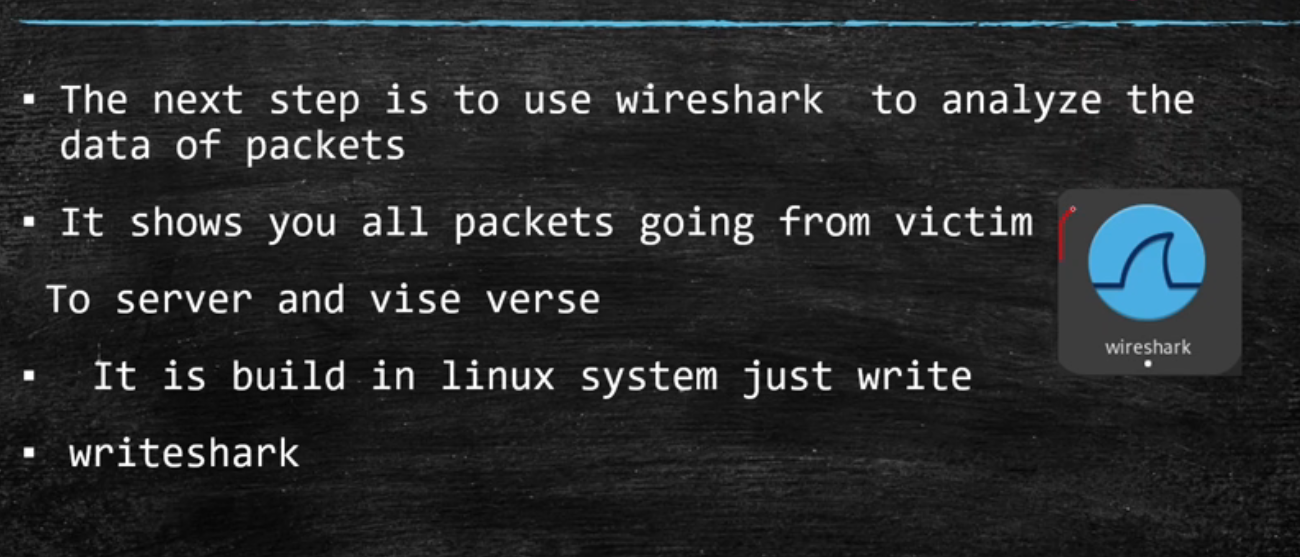 ▪ The next step is to use wireshark  to analyze the
data of packets
▪ It shows you all packets going from victim
To server and vise verse
▪ It is build in linux system just write
▪ writeshark
wireshark